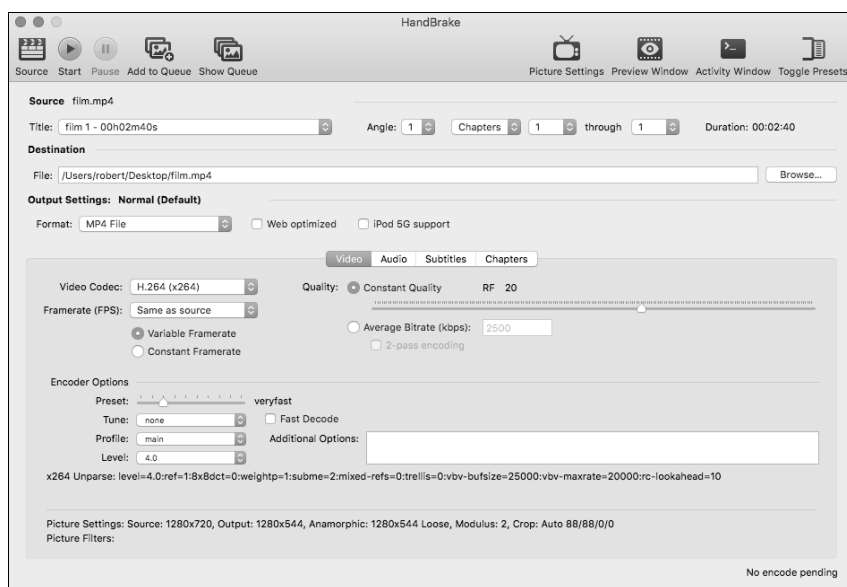 HandBrake
Source Start Pause Add to Queue Show Queue Picture Settings Preview Window Activity Window Toggle Presets
Source film.mp4
Title: film 1 - 00h02m40s Angle: 1 Chapters 1 through 1 Duration: 00:02:40
Destination
File: /Users/robert/Desktop/film.mp4 Browse...
Output Settings: Normal (Default)
Format: MP4 File Web optimized iPod 5G support
Video Audio Subtitles Chapters
Video Codec: H.264 (x264) Quality: Constant Quality RF 20
Framerate (FPS): Same as source
Variable Framerate Average Bitrate (kbps): 2500
Constant Framerate 2-pass encoding
Encoder Options
Preset: veryfast
Tune: none Fast Decode
Profile: main Additional Options:
Level: 4.0
x264 Unparse: level=4.0:ref=1:8x8dct=0:weightp=1:subme=2:mixed-refs=0:trellis=0:vbv-bufsize=25000:vbv-maxrate=20000:rc-lookahead=10
Picture Settings: Source: 1280x720, Output: 1280x544, Anamorphic: 1280x544 Loose, Modulus: 2, Crop: Auto 88/88/0/0
Picture Filters:
No encode pending